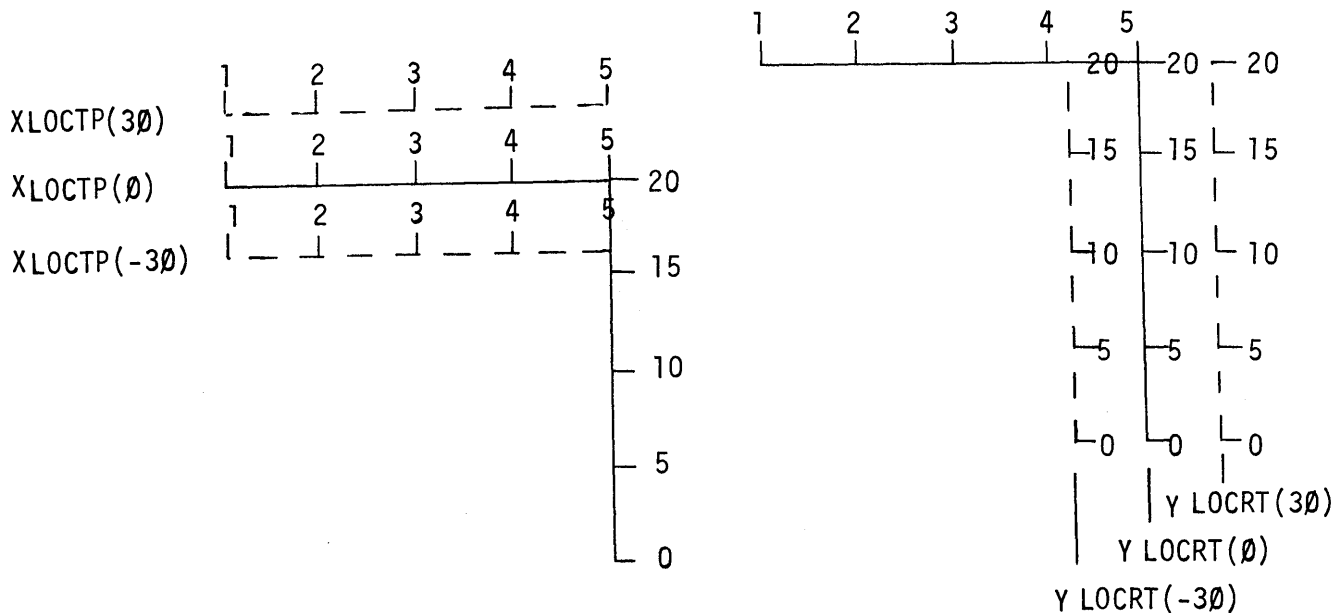 1 2 3 4 5
XLOCTP(3Ø)
1 2 3 4 5
XLOCTP(Ø)
20
1 2 3 4 5
XLOCTP(-3Ø)
15
10
5
0
1 2 3 4 5
20 20 20
15 15 15
10 10 10
5 5 5
0 0 0
Y LOCRT(3Ø)
Y LOCRT(Ø)
Y LOCRT(-3Ø)